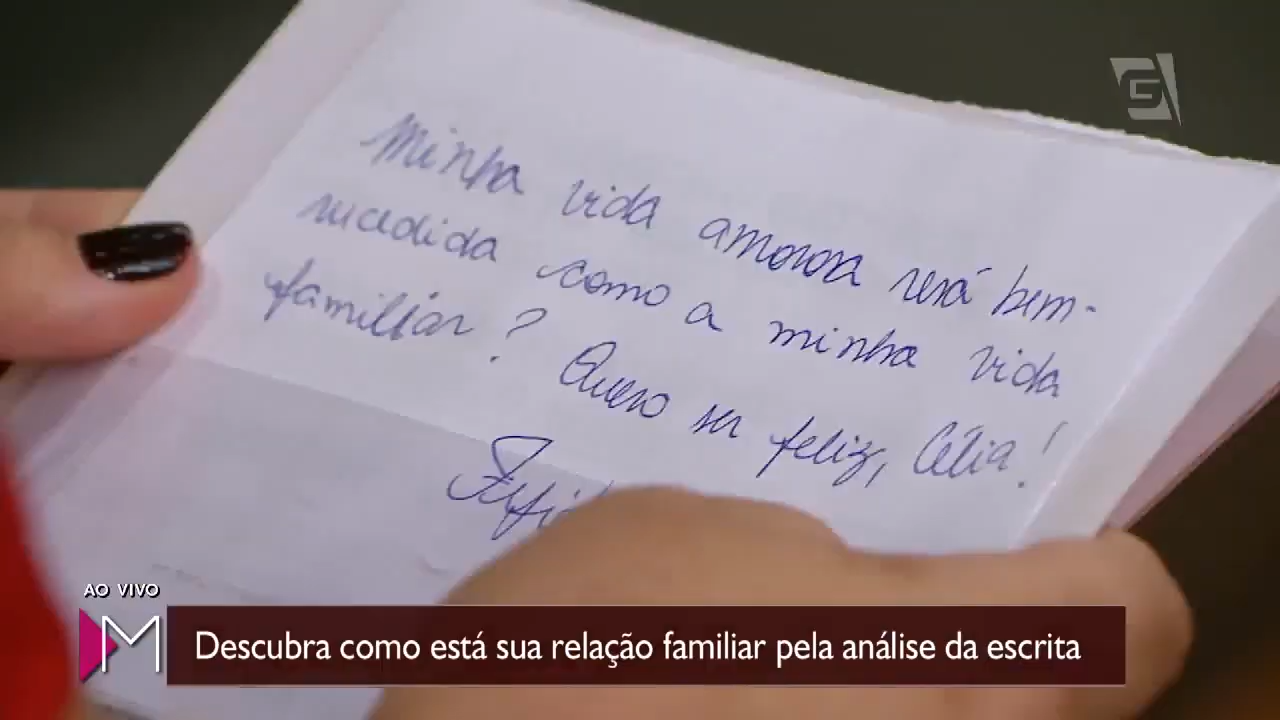 Minha vida amorosa será bem-
sucedida como a minha vida
familiar? Quero ser feliz, Célia!
AO VIVO
M
Descubra como está sua relação familiar pela análise da escrita